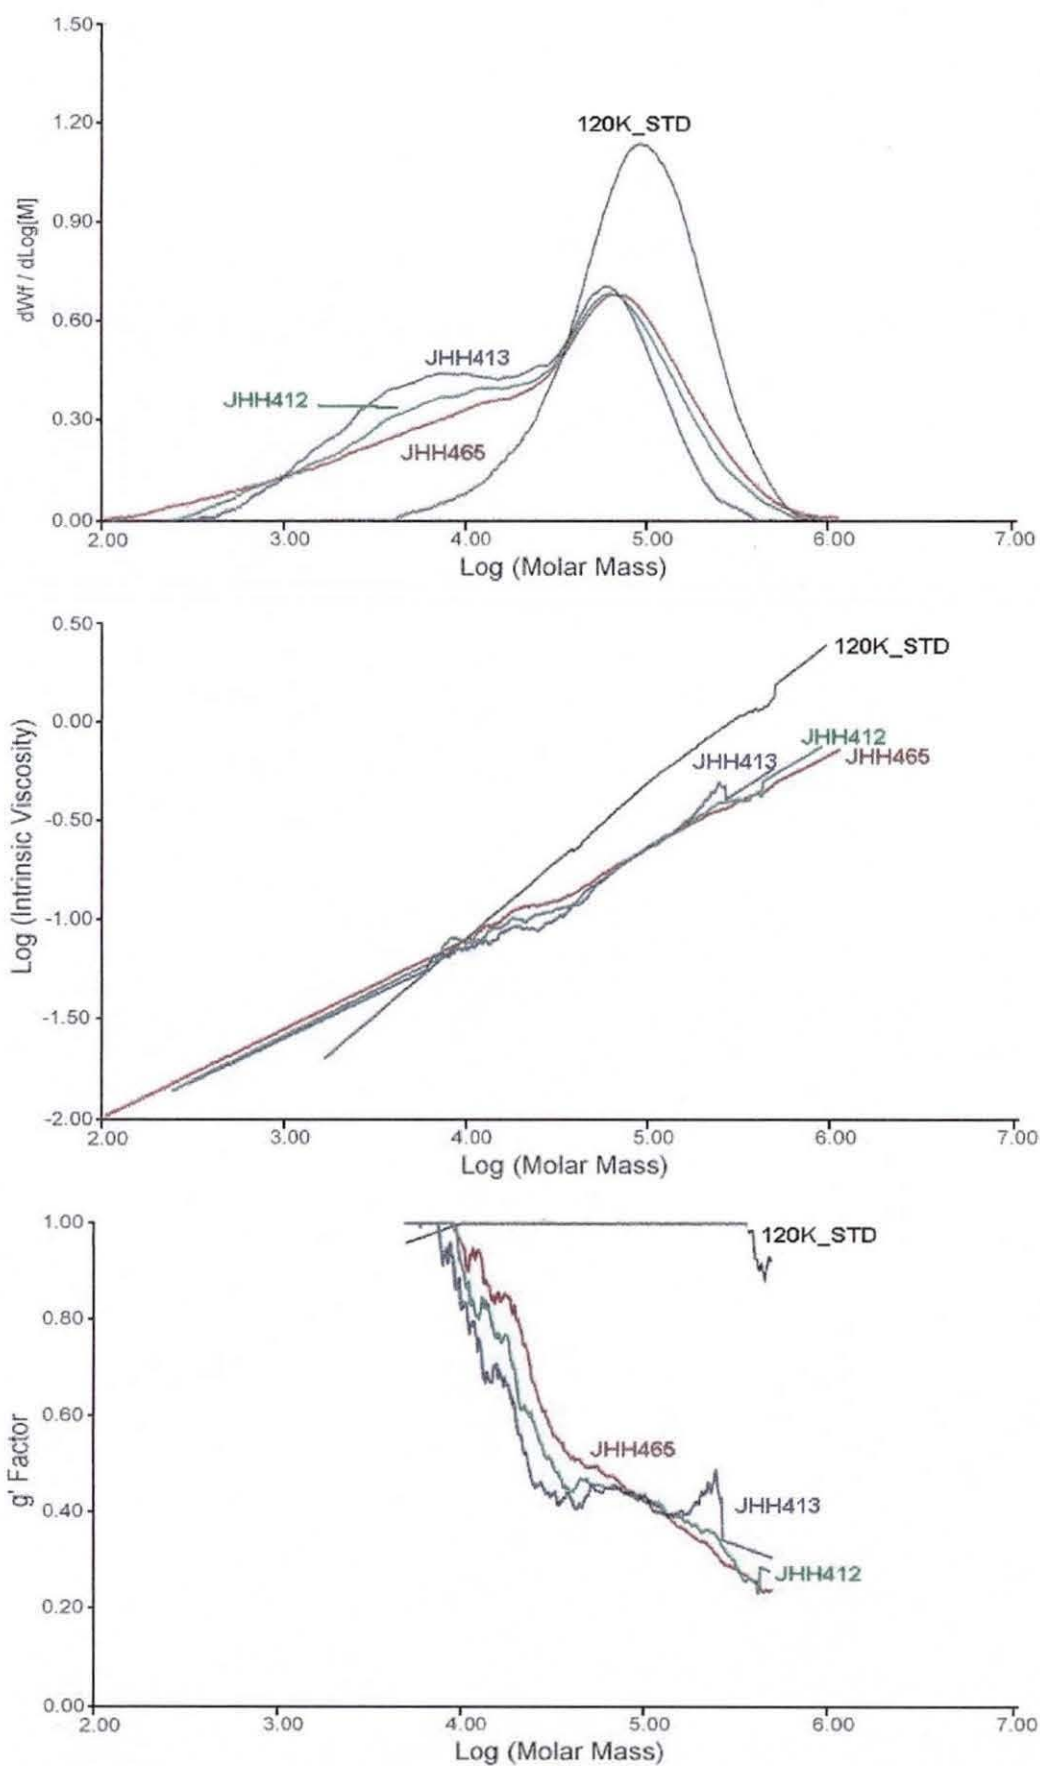 1.50
1.20
120K_STD
0.90
dWf / dLog[M]
0.60
JHH413
JHH412
0.30
JHH465
0.00
2.00 3.00 4.00 5.00 6.00 7.00
Log (Molar Mass)
0.50
120K_STD
0.00
JHH412
JHH413
JHH465
Log (Intrinsic Viscosity)
-0.50
-1.00
-1.50
-2.00
2.00 3.00 4.00 5.00 6.00 7.00
Log (Molar Mass)
1.00
120K_STD
0.80
0.60
JHH465
g' Factor
JHH413
0.40
JHH412
0.20
0.00
2.00 3.00 4.00 5.00 6.00 7.00
Log (Molar Mass)